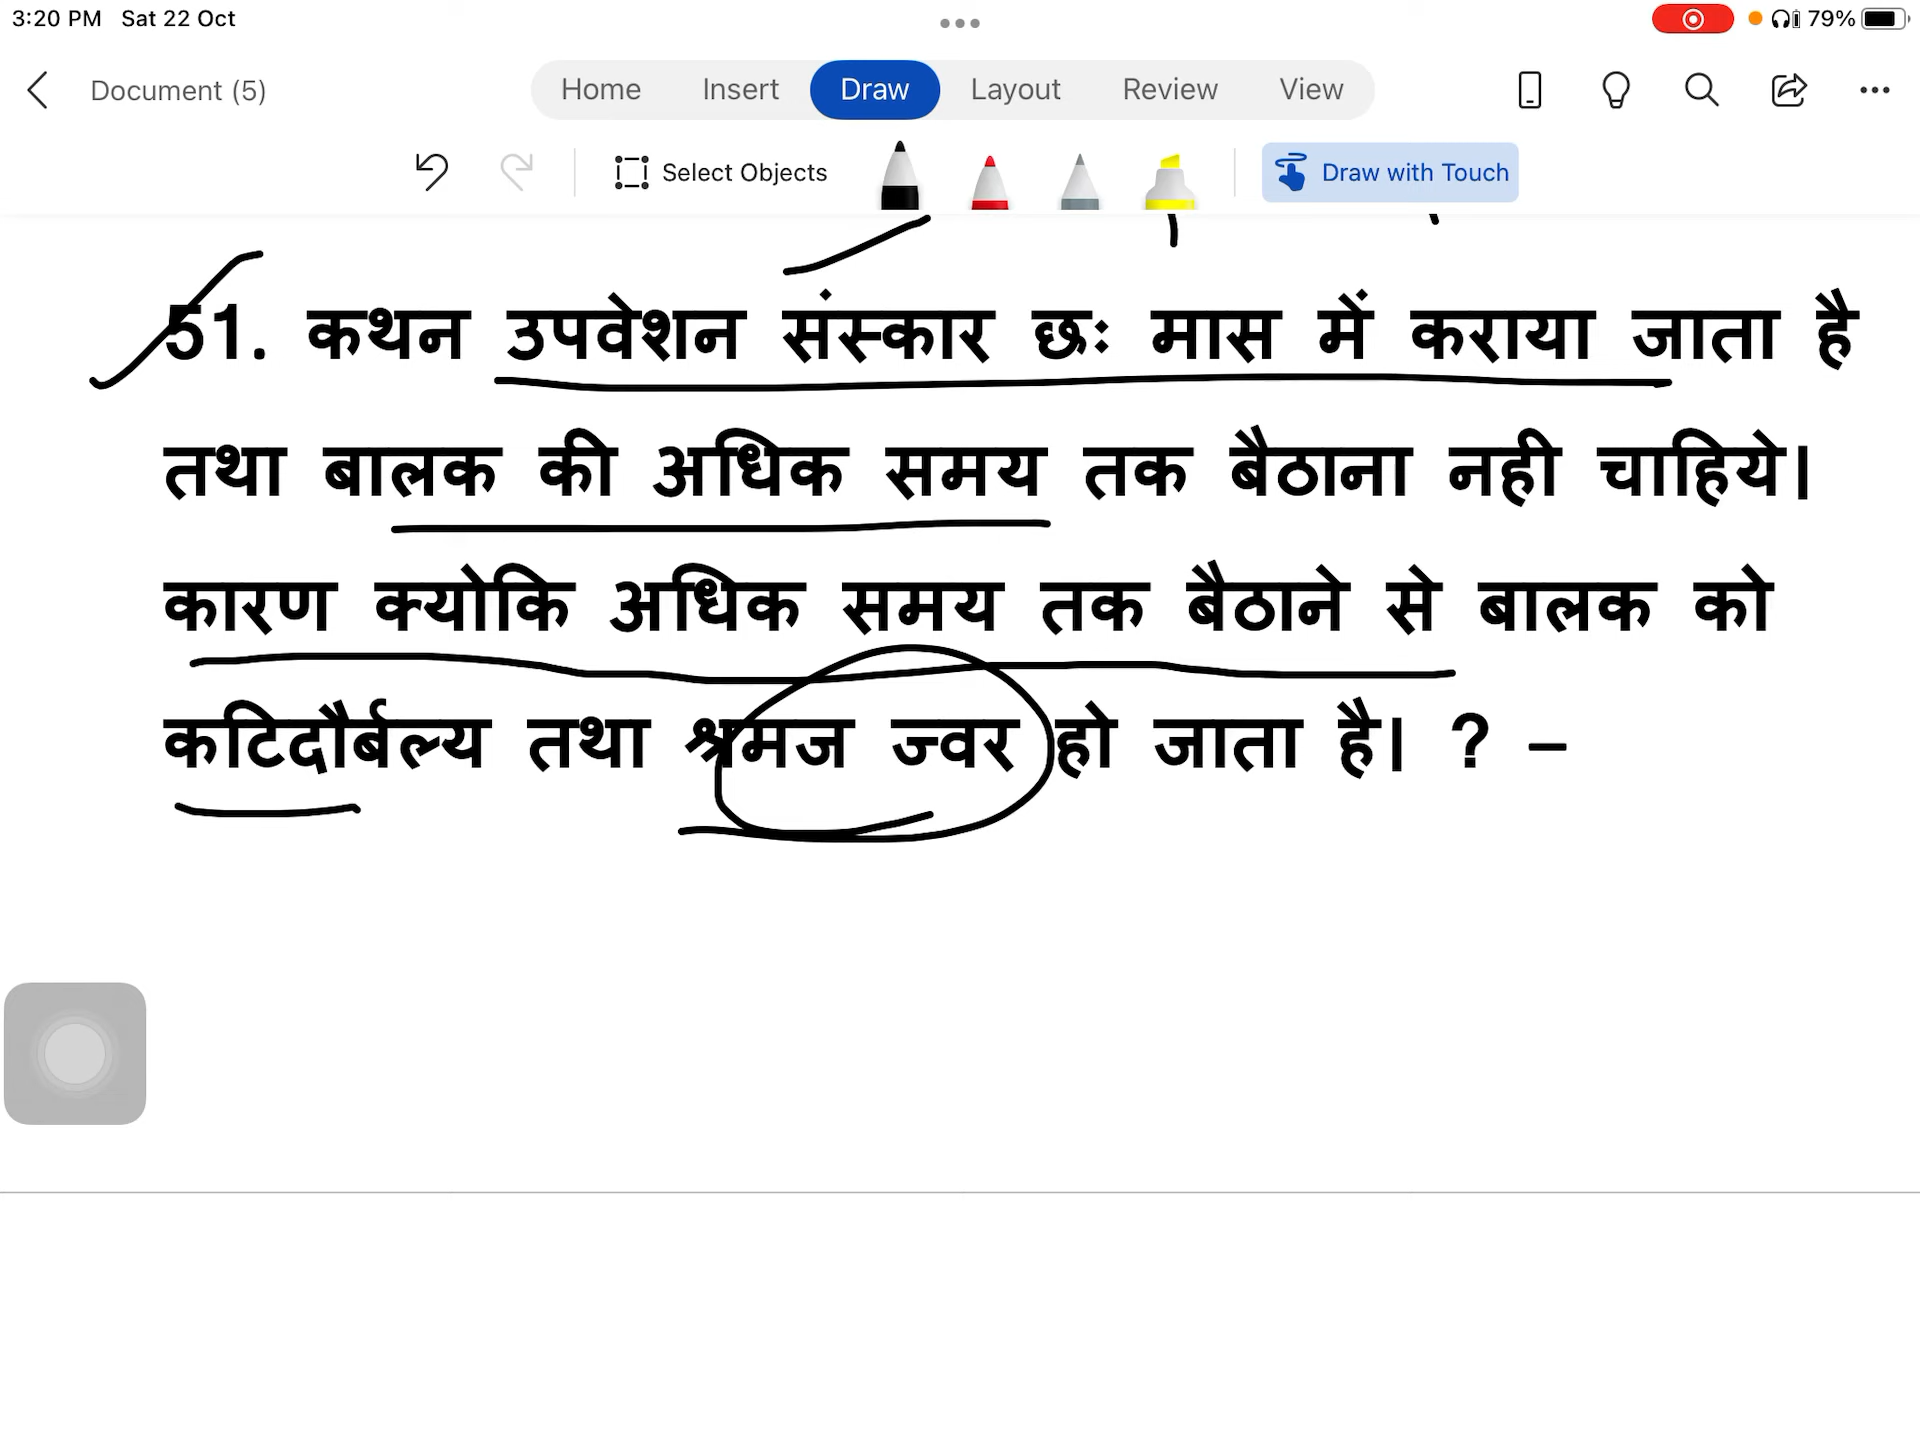 3:20 PM Sat 22 Oct 79%
Document (5) Home Insert Draw Layout Review View
Select Objects Draw with Touch
51. कथन उपवेशन संस्कार छः मास में कराया जाता है
तथा बालक की अधिक समय तक बैठाना नही चाहिये।
कारण क्योकि अधिक समय तक बैठाने से बालक को
कटिदौर्बल्य तथा श्रमज ज्वर हो जाता है। ? –